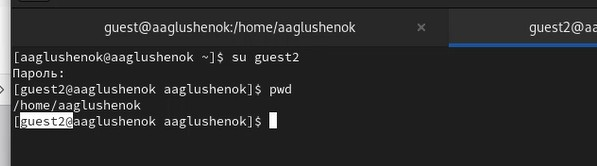 guest@aaglushenok:/home/aaglushenok × guest2@aa
[aaglushenok@aaglushenok ~]$ su guest2
Пароль:
[guest2@aaglushenok aaglushenok]$ pwd
/home/aaglushenok
[guest2@aaglushenok aaglushenok]$